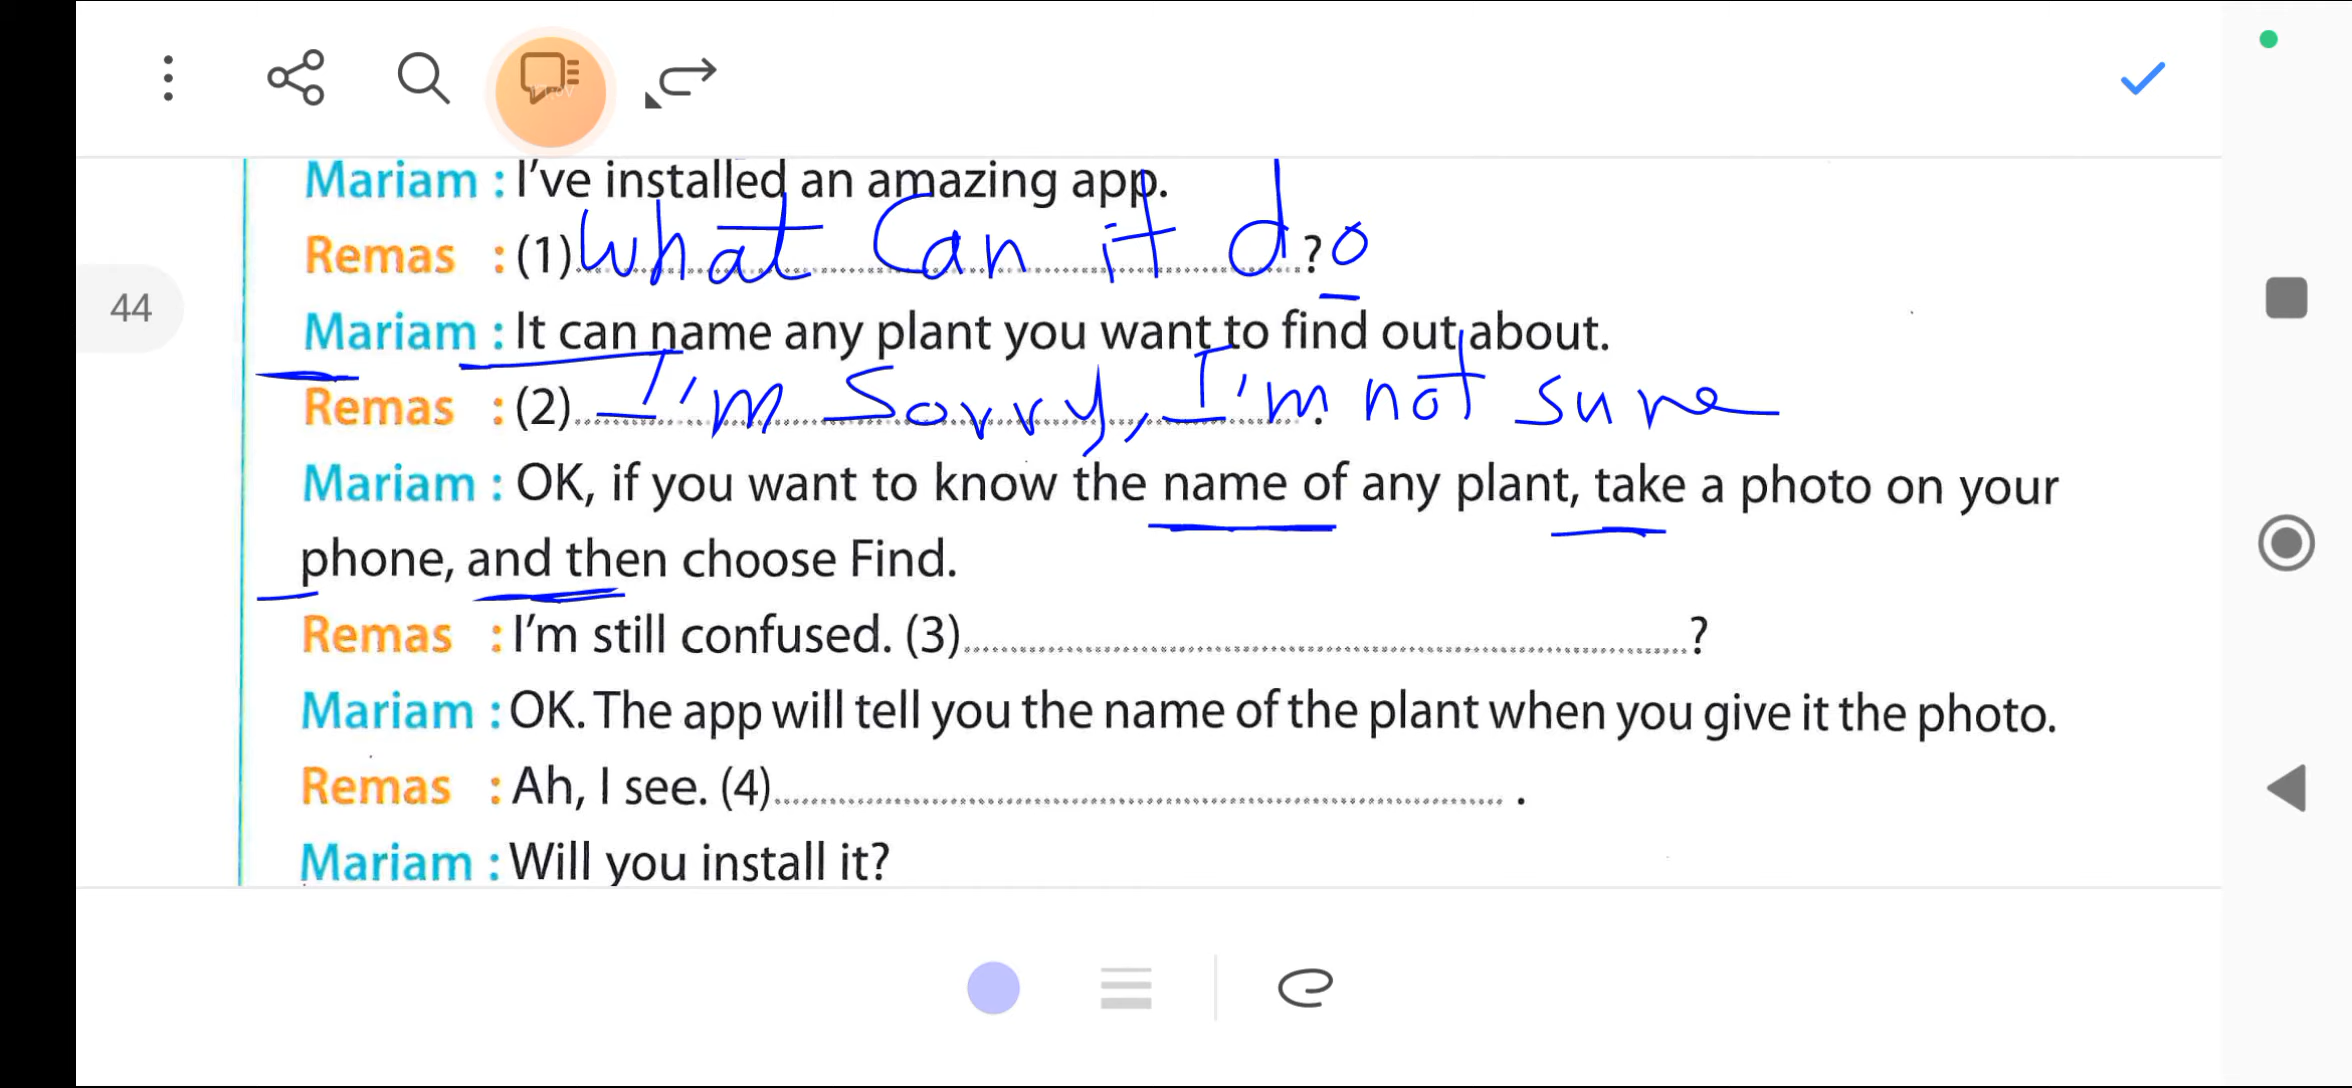 Mariam : I've installed an amazing app.
Remas : (1) What Can it do ?
44
Mariam : It can name any plant you want to find out about.
Remas : (2) I'm Sorry, I'm not sure .
Mariam : OK, if you want to know the name of any plant, take a photo on your
phone, and then choose Find.
Remas : I'm still confused. (3) ?
Mariam : OK. The app will tell you the name of the plant when you give it the photo.
Remas : Ah, I see. (4) .
Mariam : Will you install it?